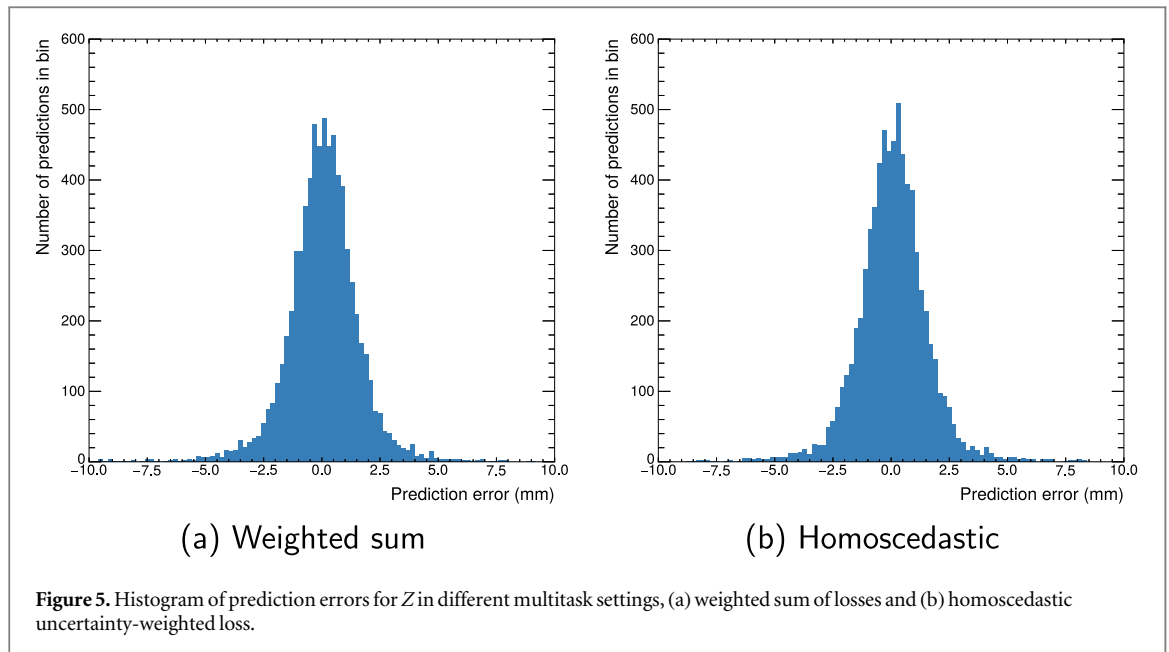 Number of predictions in bin
600
500
400
300
200
100
0
−10.0 −7.5 −5.0 −2.5 0.0 2.5 5.0 7.5 10.0
Prediction error (mm)
(a) Weighted sum
Number of predictions in bin
600
500
400
300
200
100
0
−10.0 −7.5 −5.0 −2.5 0.0 2.5 5.0 7.5 10.0
Prediction error (mm)
(b) Homoscedastic
Figure 5. Histogram of prediction errors for Z in different multitask settings, (a) weighted sum of losses and (b) homoscedastic
uncertainty-weighted loss.